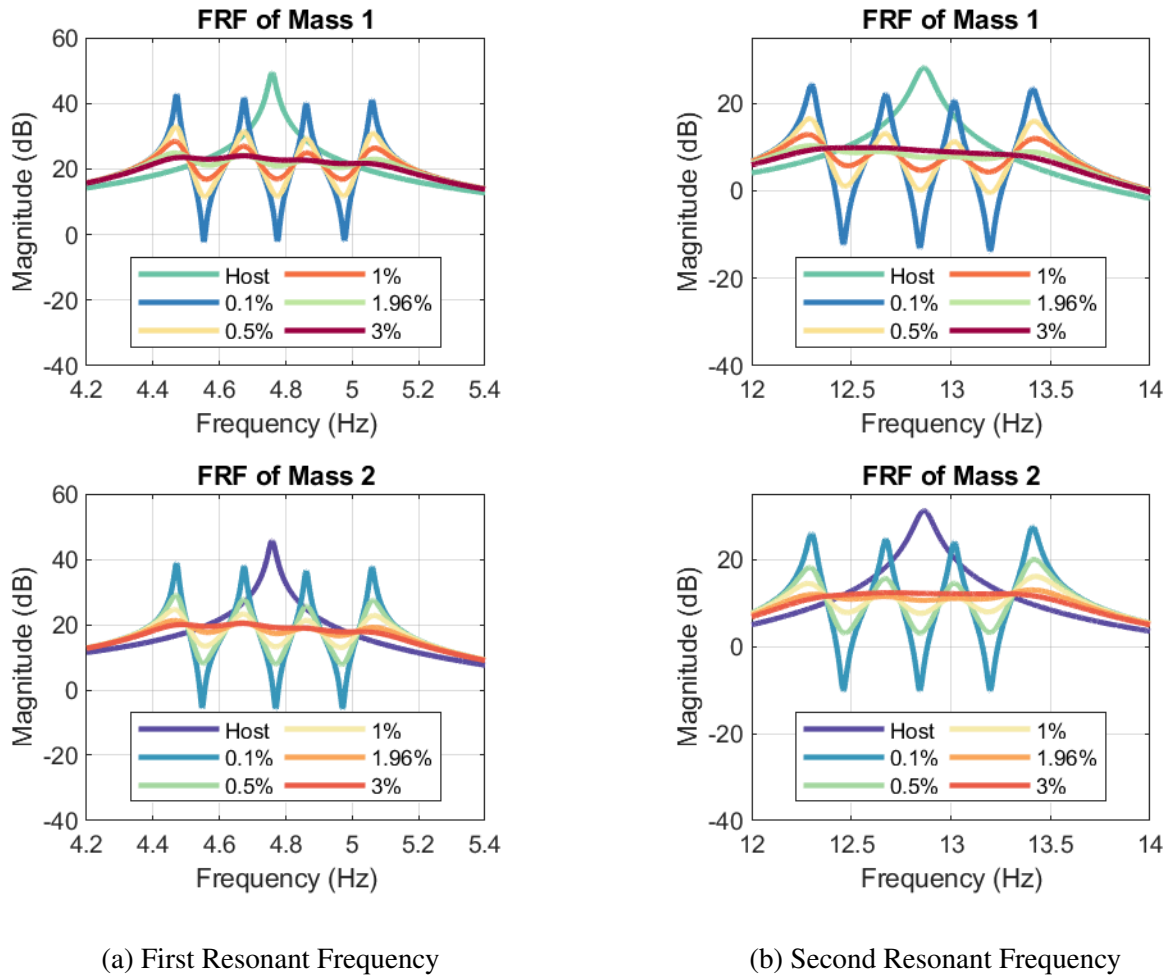 FRF of Mass 1
60
40
20
0
-20
-40
Magnitude (dB)
Host 1%
0.1% 1.96%
0.5% 3%
4.2 4.4 4.6 4.8 5 5.2 5.4
Frequency (Hz)
FRF of Mass 1
20
0
-20
-40
Magnitude (dB)
Host 1%
0.1% 1.96%
0.5% 3%
12 12.5 13 13.5 14
Frequency (Hz)
FRF of Mass 2
60
40
20
0
-20
-40
Magnitude (dB)
Host 1%
0.1% 1.96%
0.5% 3%
4.2 4.4 4.6 4.8 5 5.2 5.4
Frequency (Hz)
FRF of Mass 2
20
0
-20
-40
Magnitude (dB)
Host 1%
0.1% 1.96%
0.5% 3%
12 12.5 13 13.5 14
Frequency (Hz)
(a) First Resonant Frequency
(b) Second Resonant Frequency